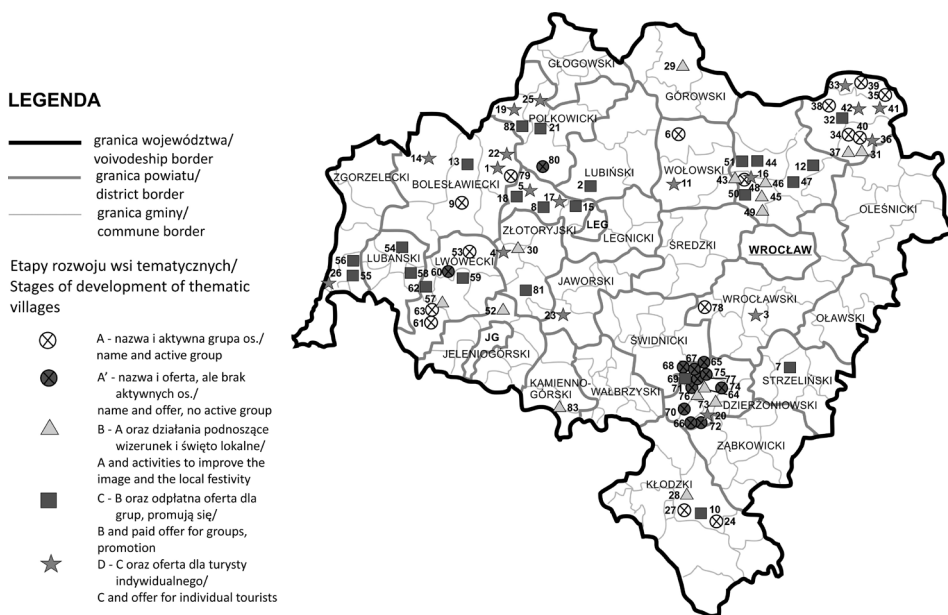 LEGENDA
granica województwa/
voivodeship border
granica powiatu/
district border
granica gminy/
commune border
Etapy rozwoju wsi tematycznych/
Stages of development of thematic
villages
A - nazwa i aktywna grupa os./
name and active group
A' - nazwa i oferta, ale brak
aktywnych os./
name and offer, no active group
B - A oraz działania podnoszące
wizerunek i święto lokalne/
A and activities to improve the
image and the local festivity
C - B oraz odpłatna oferta dla
grup, promują się/
B and paid offer for groups,
promotion
D - C oraz oferta dla turysty
indywidualnego/
C and offer for individual tourists
GŁOGOWSKI
29
33
39
35
25
19
GÓROWSKI
38
42
41
POLKOWICKI
82
21
32
6
34
40
36
22
14
13
1
80
51
44
12
37
31
ZGORZELECKI
79
LUBIŃSKI
WOŁOWSKI
BOLESŁAWIECKI
5
2
11
43
16
46
47
48
9
18
17
8
15
50
45
OLEŚNICKI
ZŁOTORYJSKI
LEG
49
LEGNICKI
ŚREDZKI
WROCŁAW
54
53
4
30
56
LUBAŃSKI
LWÓWECKI
26
55
58
60
59
JAWORSKI
62
81
57
WROCŁAWSKI
63
52
23
78
3
OŁAWSKI
61
JG
ŚWIDNICKI
JELENIOGÓRSKI
67
65
68
75
7
69
77
STRZELIŃSKI
KAMIENNO-
GÓRSKI
WAŁBRZYSKI
71
74
76
64
83
73
DZIERŻONIOWSKI
70
20
66
72
ZĄBKOWICKI
KŁODZKI
28
27
10
24